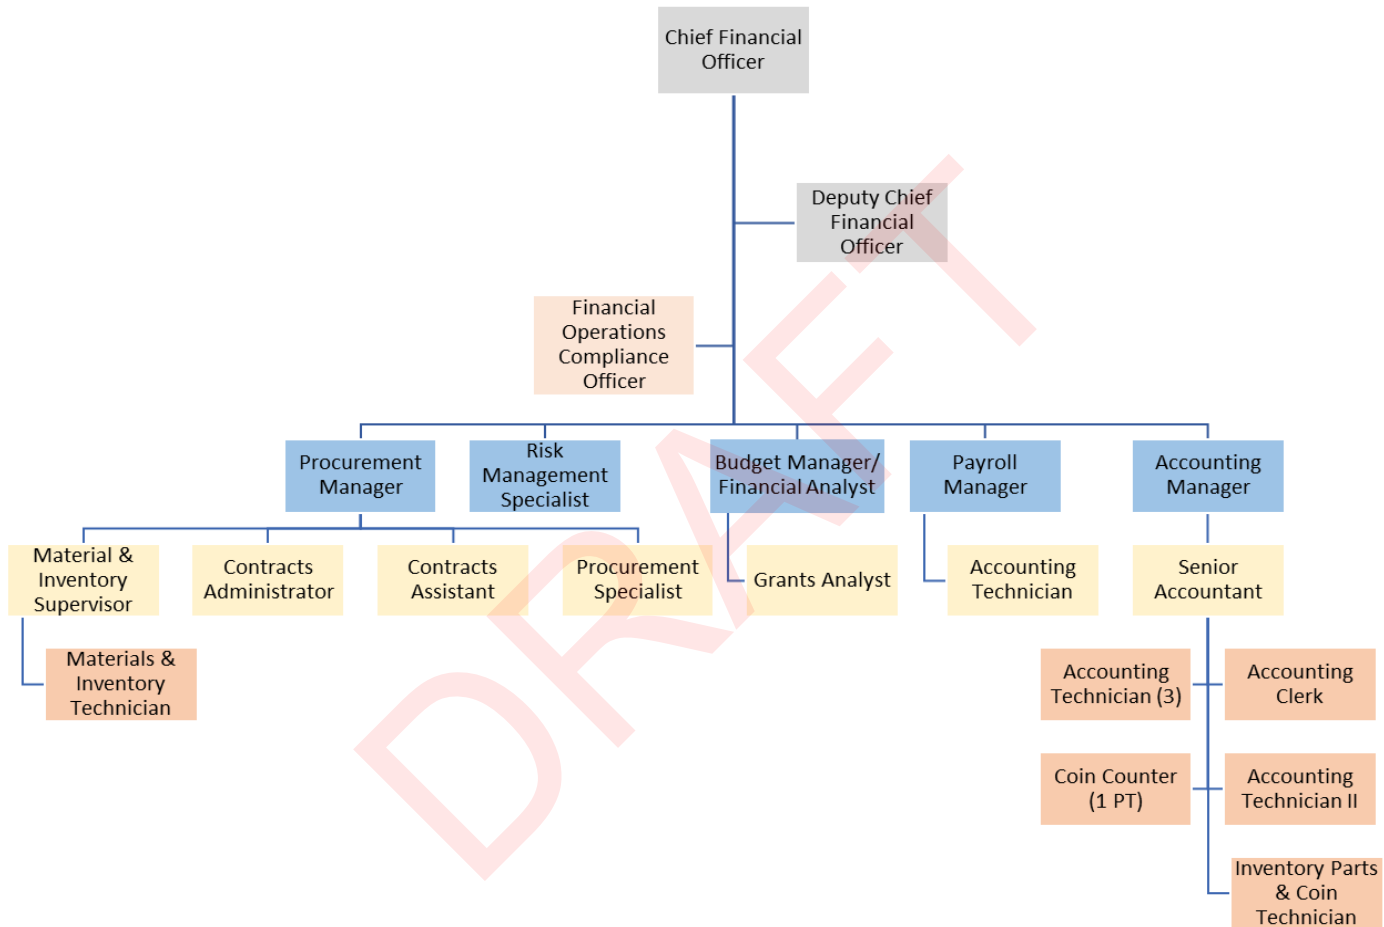 Chief Financial
Officer
Deputy Chief
Financial
Officer
Financial
Operations
Compliance
Officer
Procurement
Manager
Risk
Management
Specialist
Budget Manager/
Financial Analyst
Payroll
Manager
Accounting
Manager
Material &
Inventory
Supervisor
Contracts
Administrator
Contracts
Assistant
Procurement
Specialist
Grants Analyst
Accounting
Technician
Senior
Accountant
Materials &
Inventory
Technician
Accounting
Technician (3)
Accounting
Clerk
Coin Counter
(1 PT)
Accounting
Technician II
Inventory Parts
& Coin
Technician
DRAFT